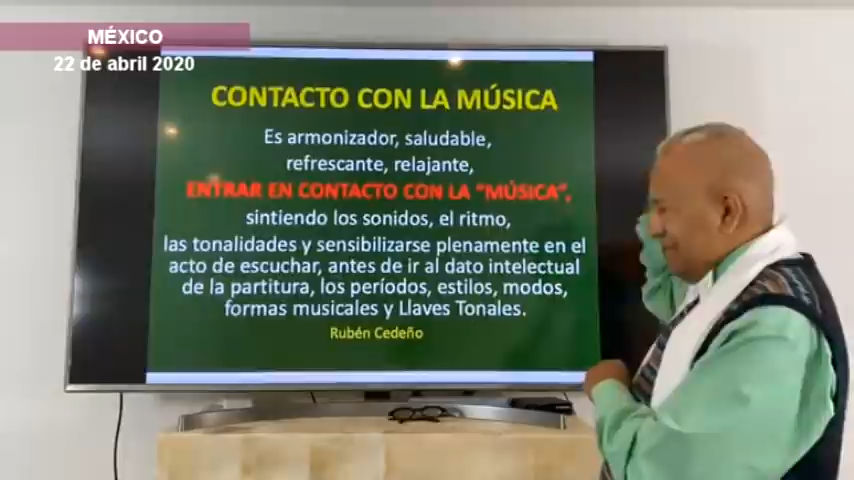 MÉXICO
22 de abril 2020
CONTACTO CON LA MÚSICA
Es armonizador, saludable,
refrescante, relajante,
ENTRAR EN CONTACTO CON LA “MÚSICA”,
sintiendo los sonidos, el ritmo,
las tonalidades y sensibilizarse plenamente en el
acto de escuchar, antes de ir al dato intelectual
de la partitura, los períodos, estilos, modos,
formas musicales y Llaves Tonales.
Rubén Cedeño